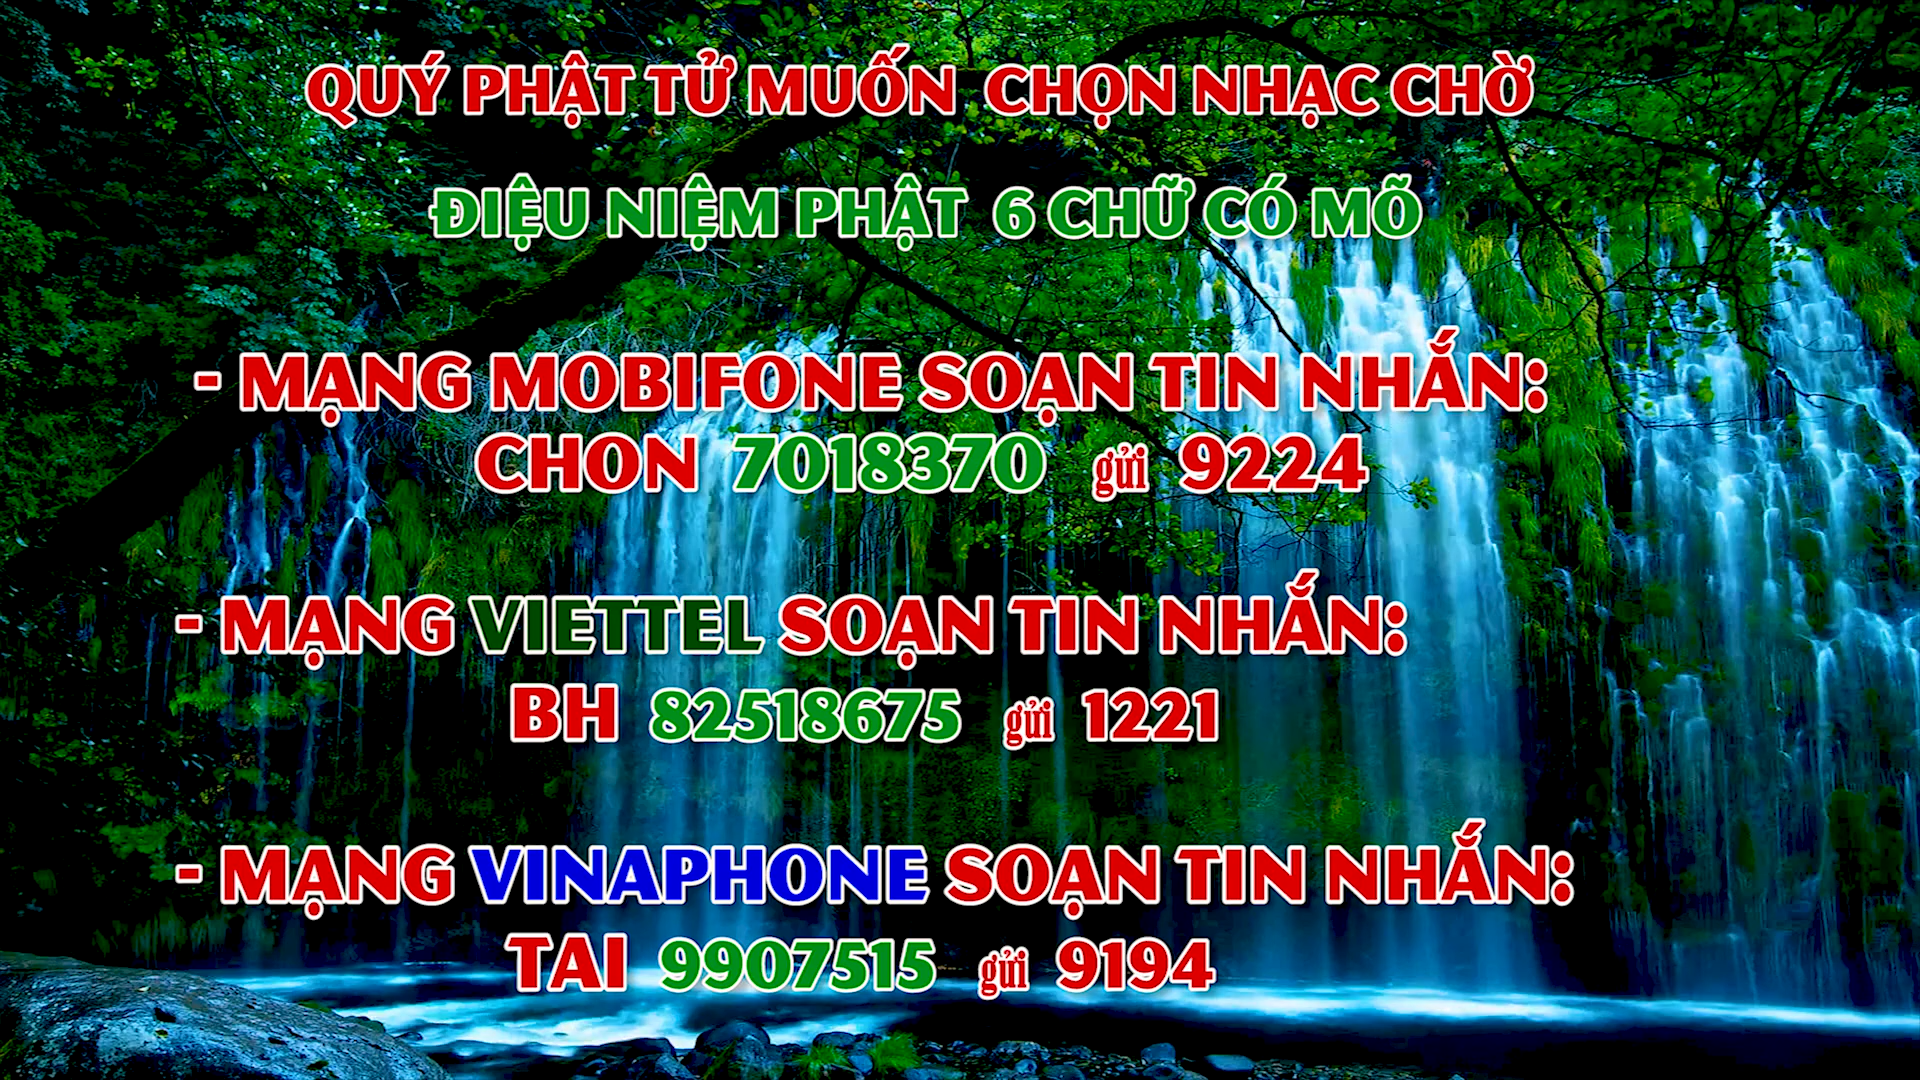 QUÝ PHẬT TỬ MUỐN CHỌN NHẠC CHỜ
ĐIỆU NIỆM PHẬT 6 CHỮ CÓ MÕ
- MẠNG MOBIFONE SOẠN TIN NHẮN:
CHON 7018370 gửi 9224
- MẠNG VIETTEL SOẠN TIN NHẮN:
BH 82518675 gửi 1221
- MẠNG VINAPHONE SOẠN TIN NHẮN:
TAI 9907515 gửi 9194